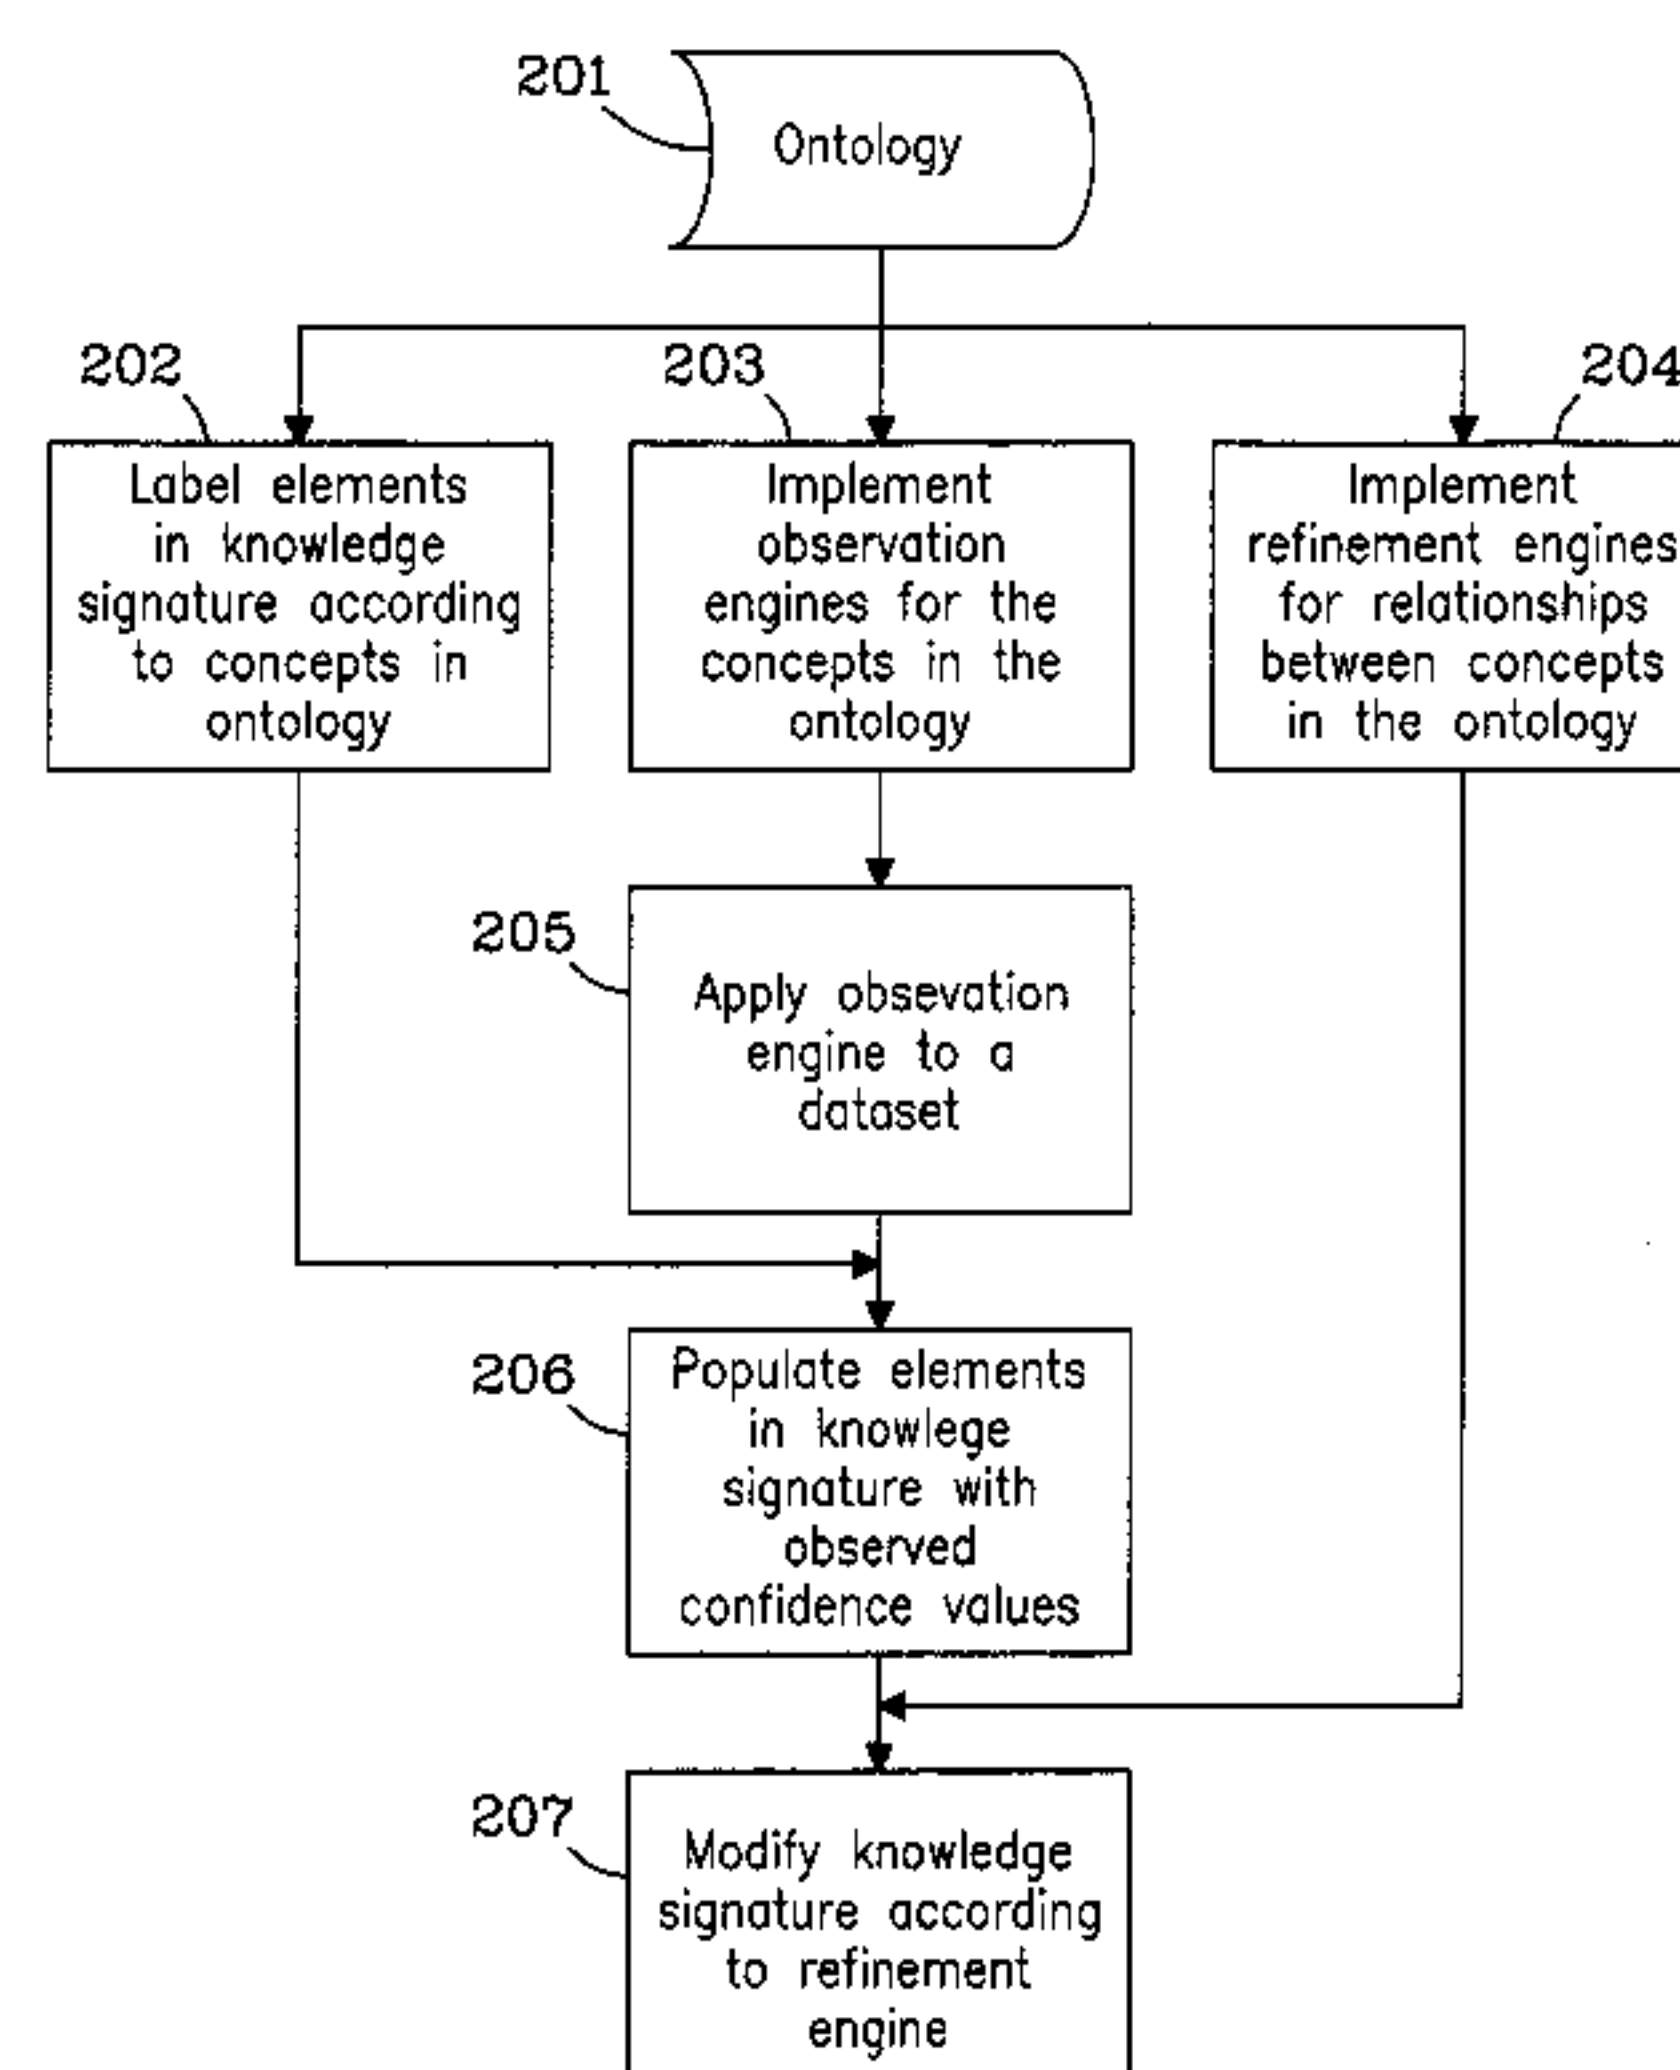 201
Ontology
202
Label elements
in knowledge
signature according
to concepts in
ontology
203
Implement
observation
engines for the
concepts in the
ontology
204
Implement
refinement engines
for relationships
between concepts
in the ontology
205
Apply obsevation
engine to a
dataset
206
Populate elements
in knowlege
signature with
observed
confidence values
207
Modify knowledge
signature according
to refinement
engine